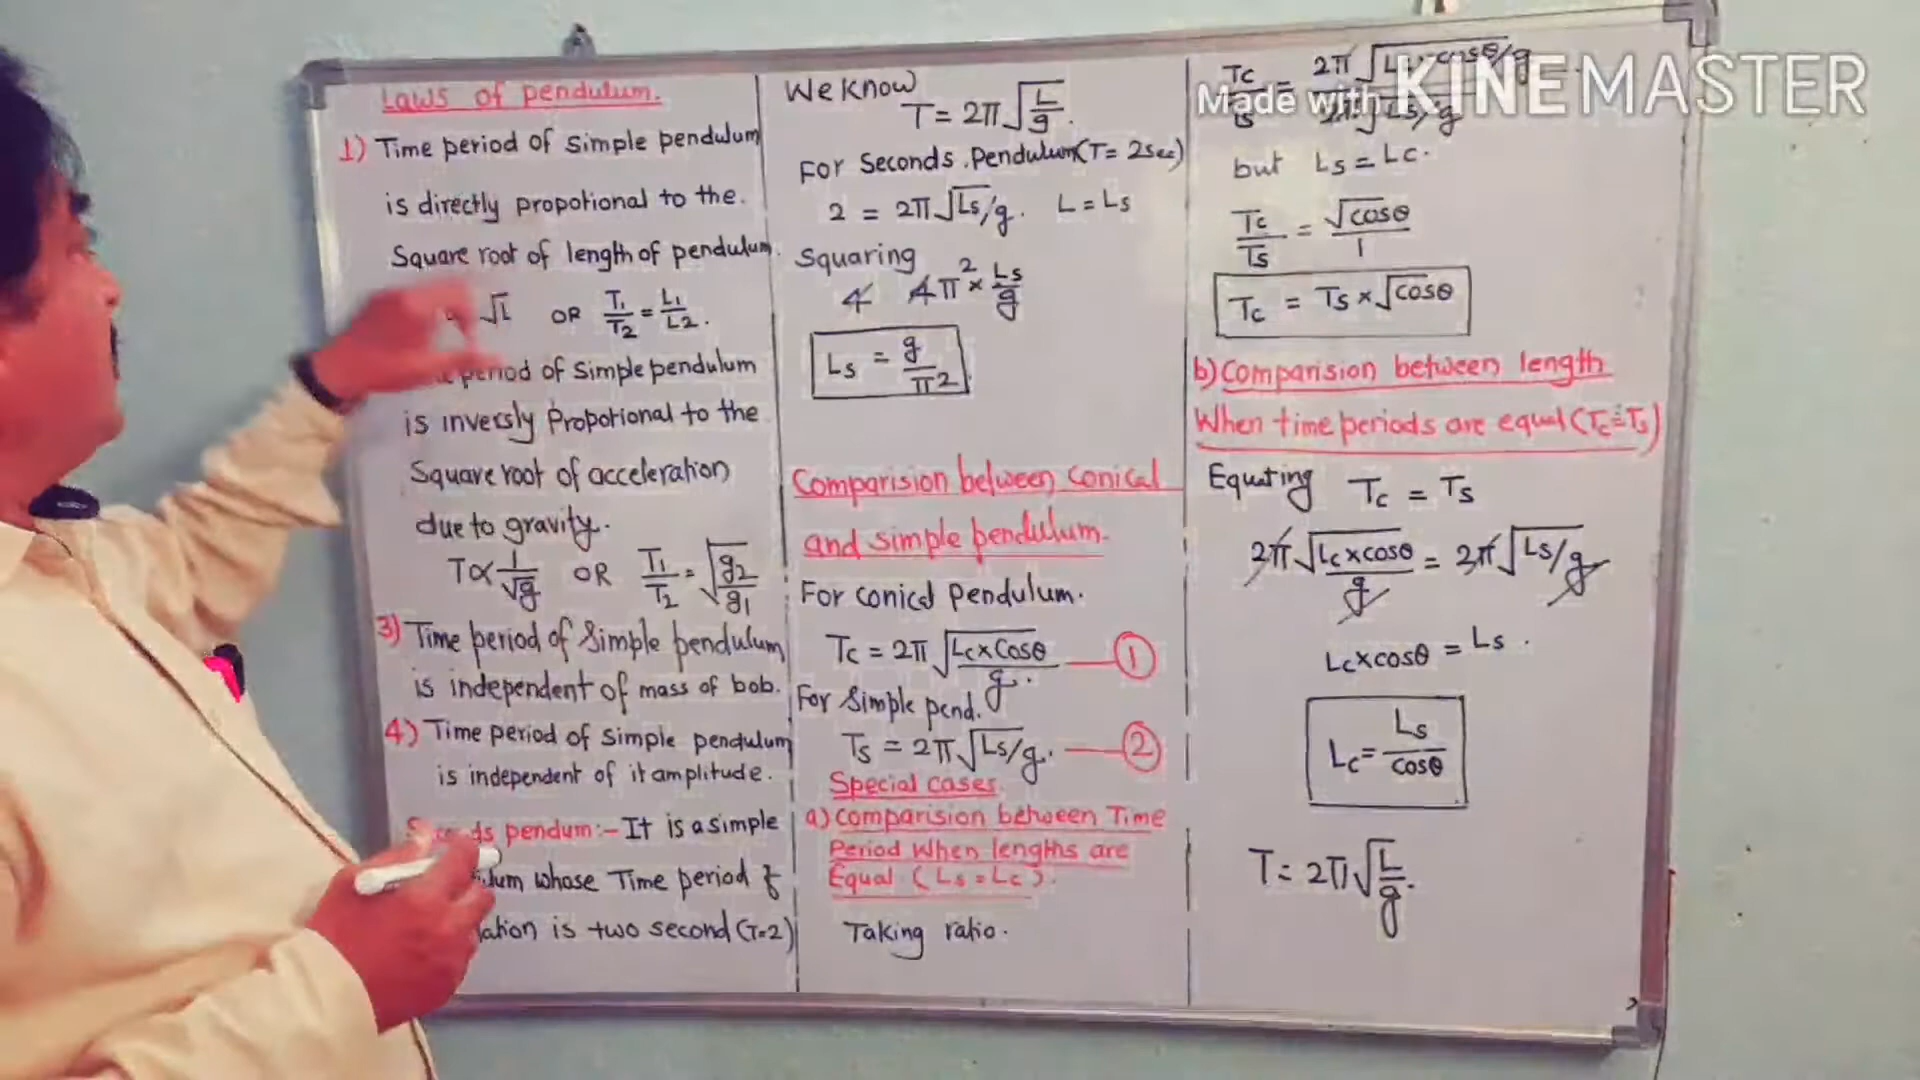 Laws of pendulum.
1) Time period of simple pendulum
is directly propotional to the.
Square root of length of pendulum.
√l OR T₁/T₂ = L₁/L2.
period of simple pendulum
is inversly proportional to the
Square root of acceleration
due to gravity.
T∝ 1/√g OR T₁/T₂ = √g₂/g₁
3) Time period of simple pendulum
is independent of mass of bob.
4) Time period of simple pendulum
is independent of it amplitude.
pendum:- It is a simple
whose Time period of
is two second (T=2)
We Know
T = 2π√L/g.
For Seconds.Pendulum(T= 2sec)
2 = 2π√Ls/g. L = Ls
Squaring
4 4π² × Ls/g
Ls = g/π2
Comparision between conical
and simple pendulum.
For conical pendulum.
Tc = 2π√Lc×Cosθ/g. ①
For simple pend.
Ts = 2π√Ls/g. ②
Special cases
a) Comparision between Time
Period When lengths are
Equal (Ls = Lc).
Taking ratio.
Made with KINEMASTER
but Ls = Lc.
Tc/Ts = √cosθ/1
Tc = Ts×√cosθ
b) Comparision between length
When time periods are equal (Tc=Ts)
Equating Tc = Ts
2π√Lc×cosθ/g = 2π√Ls/g
Lc×cosθ = Ls.
Lc= Ls/cosθ
T= 2π√L/g.